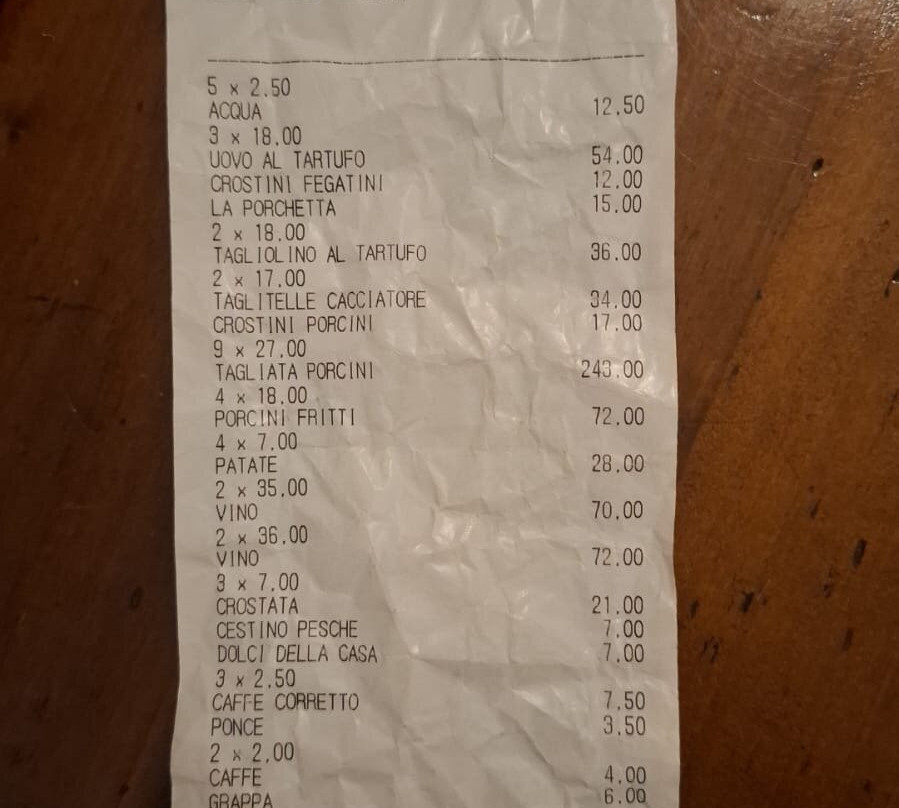 5 x 2.50
ACQUA 12,50
3 x 18.00
UOVO AL TARTUFO 54.00
CROSTINI FEGATINI 12.00
LA PORCHETTA 15.00
2 x 18.00
TAGLIOLINO AL TARTUFO 36.00
2 x 17.00
TAGLITELLE CACCIATORE 34.00
CROSTINI PORCINI 17.00
9 x 27.00
TAGLIATA PORCINI 243.00
4 x 18.00
PORCINI FRITTI 72.00
4 x 7.00
PATATE 28.00
2 x 35.00
VINO 70.00
2 x 36.00
VINO 72.00
3 x 7.00
CROSTATA 21.00
CESTINO PESCHE 7.00
DOLCI DELLA CASA 7.00
3 x 2.50
CAFFE CORRETTO 7.50
PONCE 3.50
2 x 2,00
CAFFE 4.00
GRAPPA 6.00